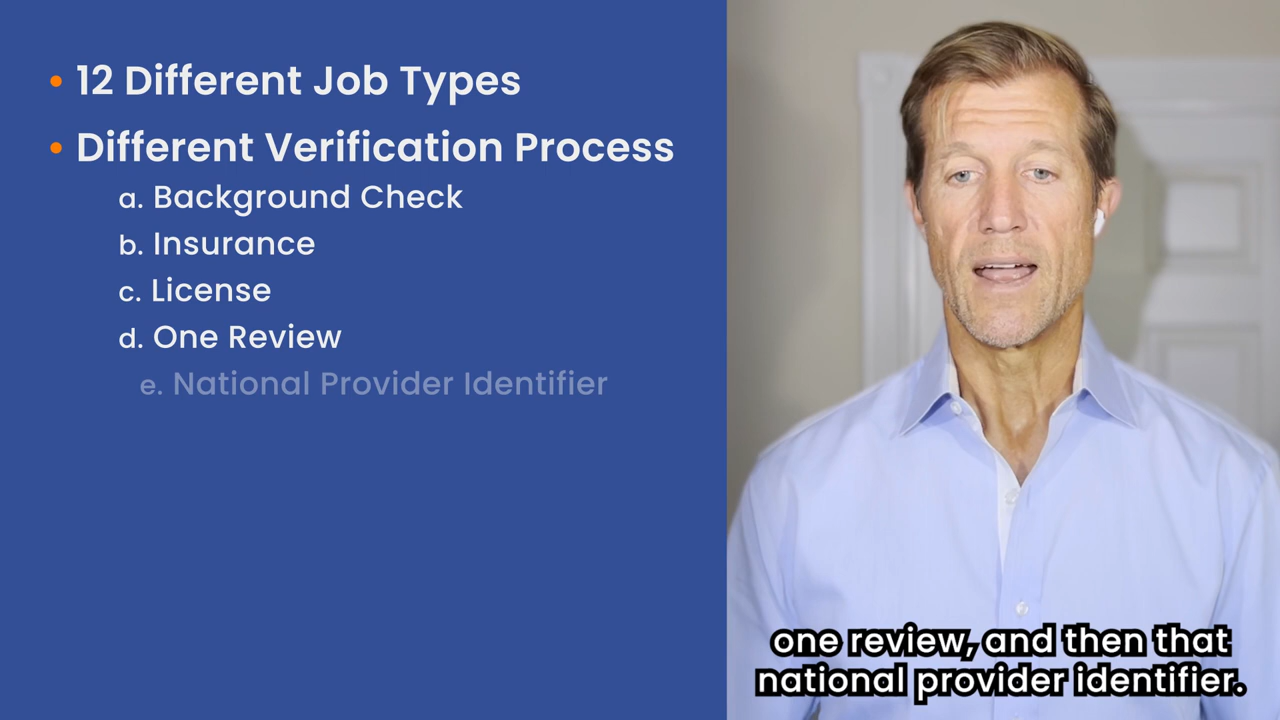 • 12 Different Job Types
• Different Verification Process
a. Background Check
b. Insurance
c. License
d. One Review
e. National Provider Identifier
one review, and then that
national provider identifier.